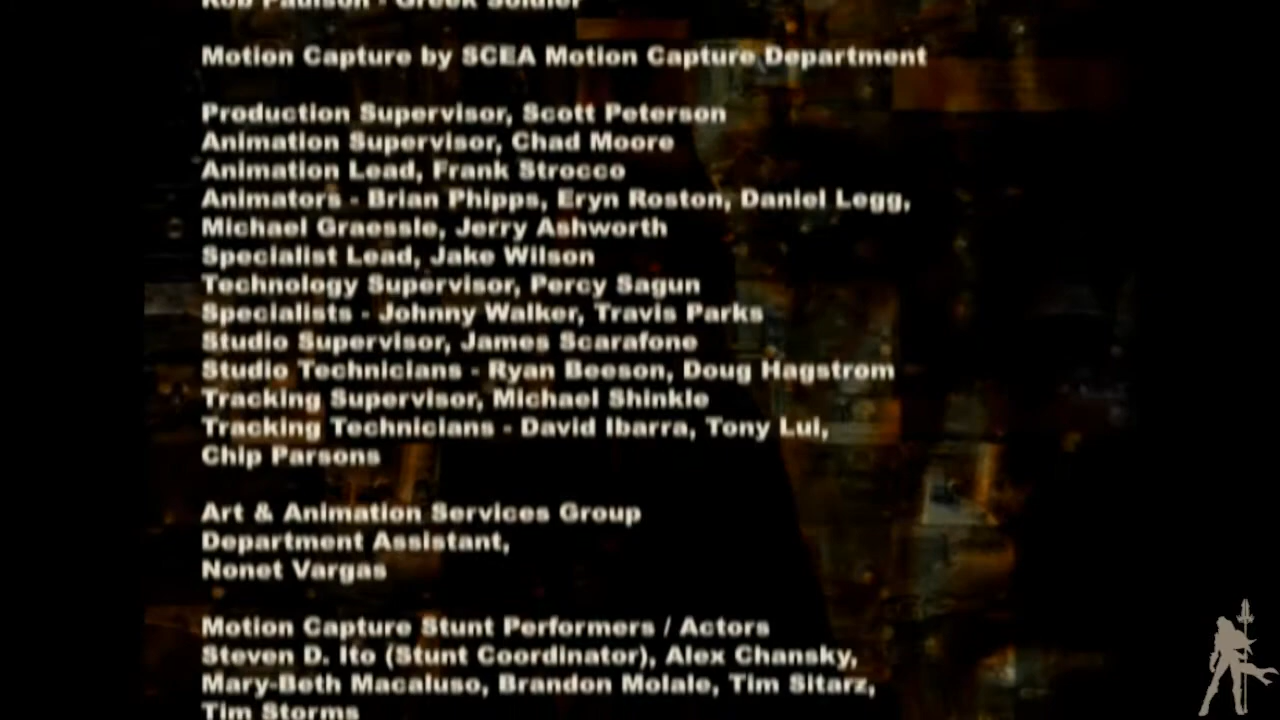 Rob Paulson - Greek Soldier
Motion Capture by SCEA Motion Capture Department
Production Supervisor, Scott Peterson
Animation Supervisor, Chad Moore
Animation Lead, Frank Strocco
Animators - Brian Phipps, Eryn Roston, Daniel Legg,
Michael Graessle, Jerry Ashworth
Specialist Lead, Jake Wilson
Technology Supervisor, Percy Sagun
Specialists - Johnny Walker, Travis Parks
Studio Supervisor, James Scarafone
Studio Technicians - Ryan Beeson, Doug Hagstrom
Tracking Supervisor, Michael Shinkle
Tracking Technicians - David Ibarra, Tony Lui,
Chip Parsons
Art & Animation Services Group
Department Assistant,
Nonet Vargas
Motion Capture Stunt Performers / Actors
Steven D. Ito (Stunt Coordinator), Alex Chansky,
Mary-Beth Macaluso, Brandon Molale, Tim Sitarz,
Tim Storms